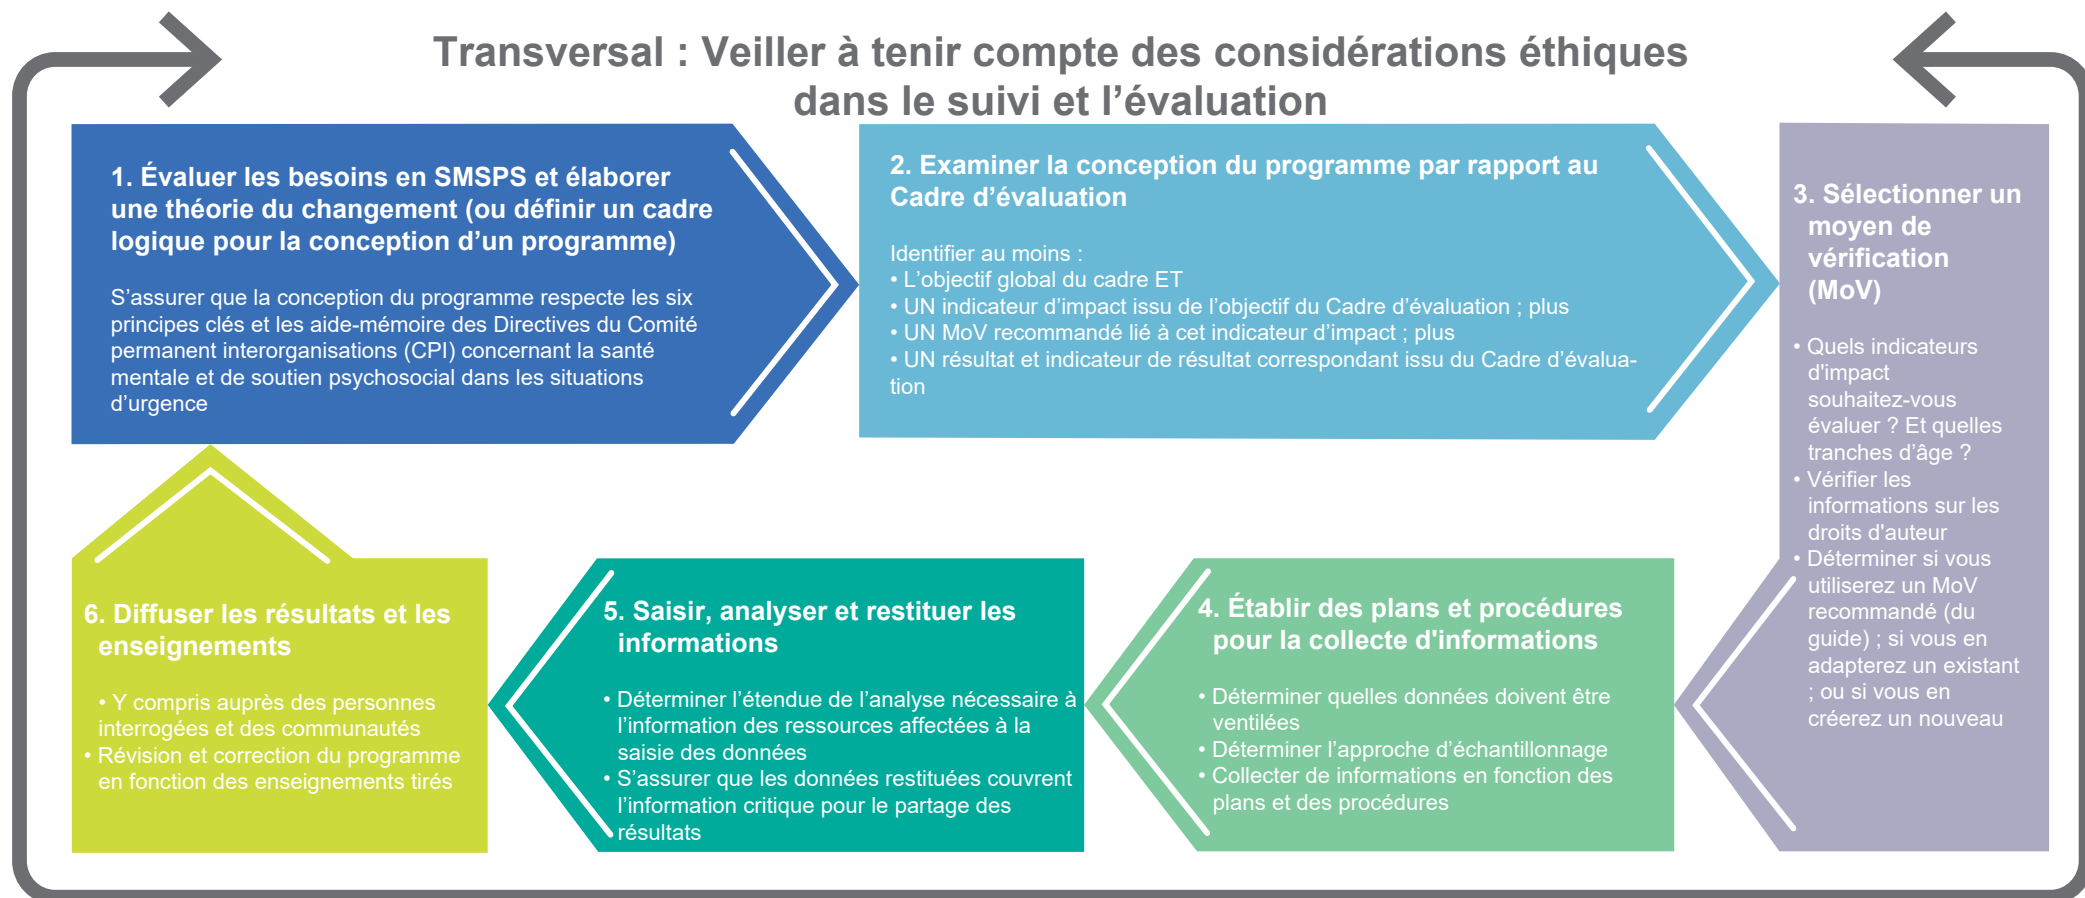 Transversal : Veiller à tenir compte des considérations éthiques
dans le suivi et l’évaluation
1. Évaluer les besoins en SMSPS et élaborer
une théorie du changement (ou définir un cadre
logique pour la conception d’un programme)
S’assurer que la conception du programme respecte les six
principes clés et les aide-mémoire des Directives du Comité
permanent interorganisations (CPI) concernant la santé
mentale et de soutien psychosocial dans les situations
d’urgence
2. Examiner la conception du programme par rapport au
Cadre d’évaluation
Identifier au moins :
• L’objectif global du cadre ET
• UN indicateur d’impact issu de l’objectif du Cadre d’évaluation ; plus
• UN MoV recommandé lié à cet indicateur d’impact ; plus
• UN résultat et indicateur de résultat correspondant issu du Cadre d’évalua-
tion
3. Sélectionner un
moyen de
vérification
(MoV)
• Quels indicateurs
d'impact
souhaitez-vous
évaluer ? Et quelles
tranches d’âge ?
• Vérifier les
informations sur les
droits d'auteur
• Déterminer si vous
utiliserez un MoV
recommandé (du
guide) ; si vous en
adapterez un existant
; ou si vous en
créerez un nouveau
4. Établir des plans et procédures
pour la collecte d'informations
• Déterminer quelles données doivent être
ventilées
• Déterminer l’approche d’échantillonnage
• Collecter de informations en fonction des
plans et des procédures
5. Saisir, analyser et restituer les
informations
• Déterminer l’étendue de l’analyse nécessaire à
l’information des ressources affectées à la
saisie des données
• S’assurer que les données restituées couvrent
l’information critique pour le partage des
résultats
6. Diffuser les résultats et les
enseignements
• Y compris auprès des personnes
interrogées et des communautés
• Révision et correction du programme
en fonction des enseignements tirés